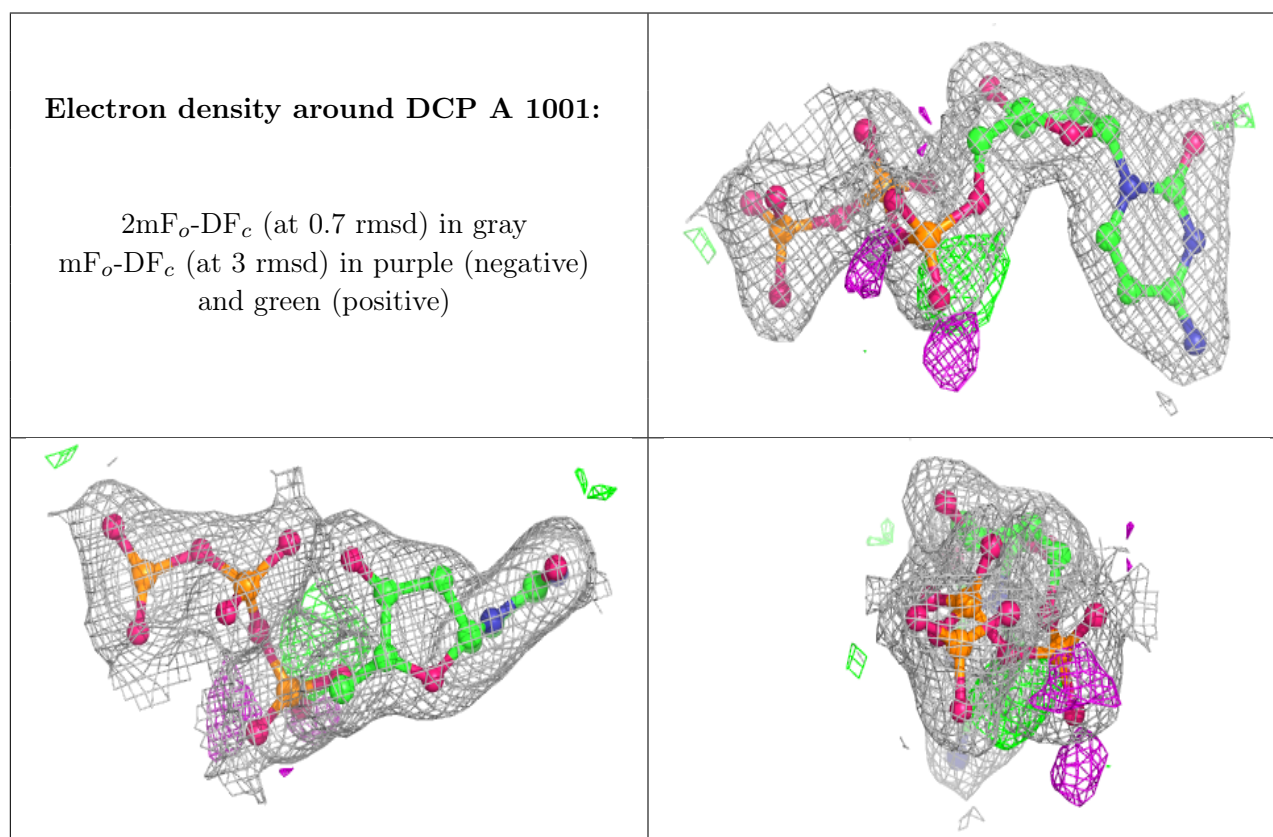 Electron density around DCP A 1001:
2mFo-DFc (at 0.7 rmsd) in gray
mFo-DFc (at 3 rmsd) in purple (negative)
and green (positive)